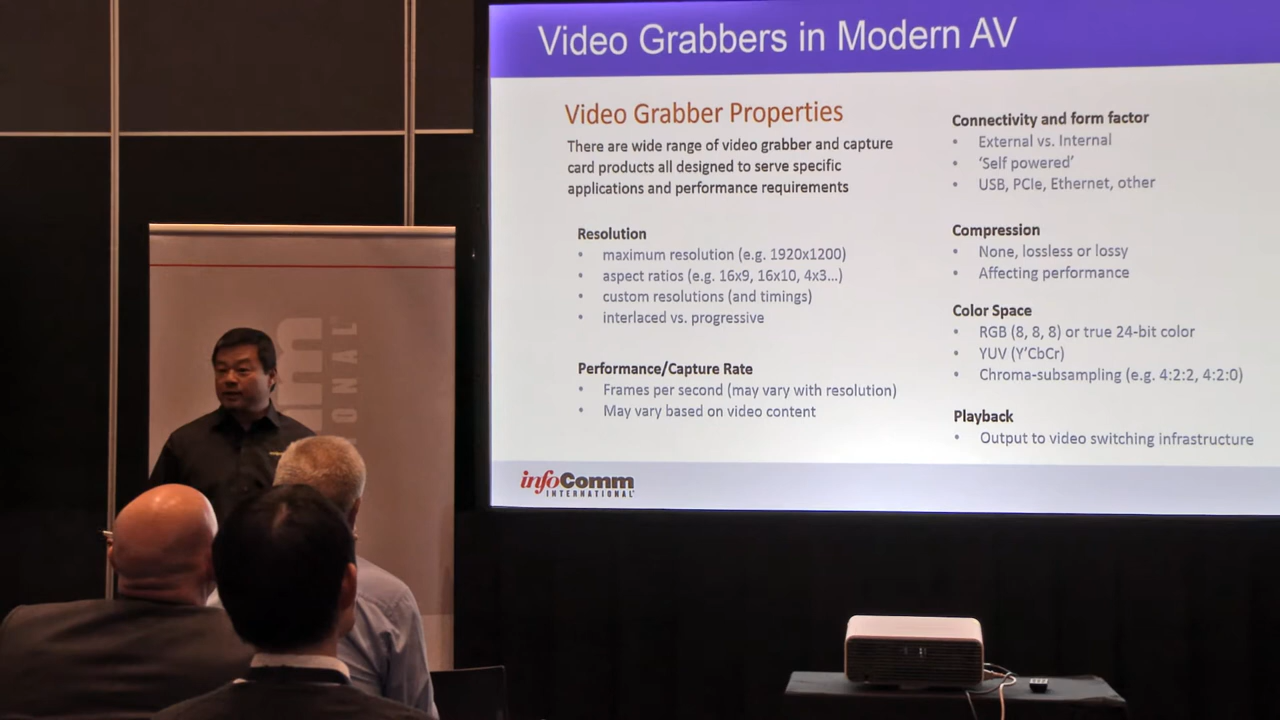 Video Grabbers in Modern AV
Video Grabber Properties
There are wide range of video grabber and capture
card products all designed to serve specific
applications and performance requirements
Resolution
• maximum resolution (e.g. 1920x1200)
• aspect ratios (e.g. 16x9, 16x10, 4x3...)
• custom resolutions (and timings)
• interlaced vs. progressive
Performance/Capture Rate
• Frames per second (may vary with resolution)
• May vary based on video content
Connectivity and form factor
• External vs. Internal
• 'Self powered'
• USB, PCIe, Ethernet, other
Compression
• None, lossless or lossy
• Affecting performance
Color Space
• RGB (8, 8, 8) or true 24-bit color
• YUV (Y'CbCr)
• Chroma-subsampling (e.g. 4:2:2, 4:2:0)
Playback
• Output to video switching infrastructure
infoComm
INTERNATIONAL